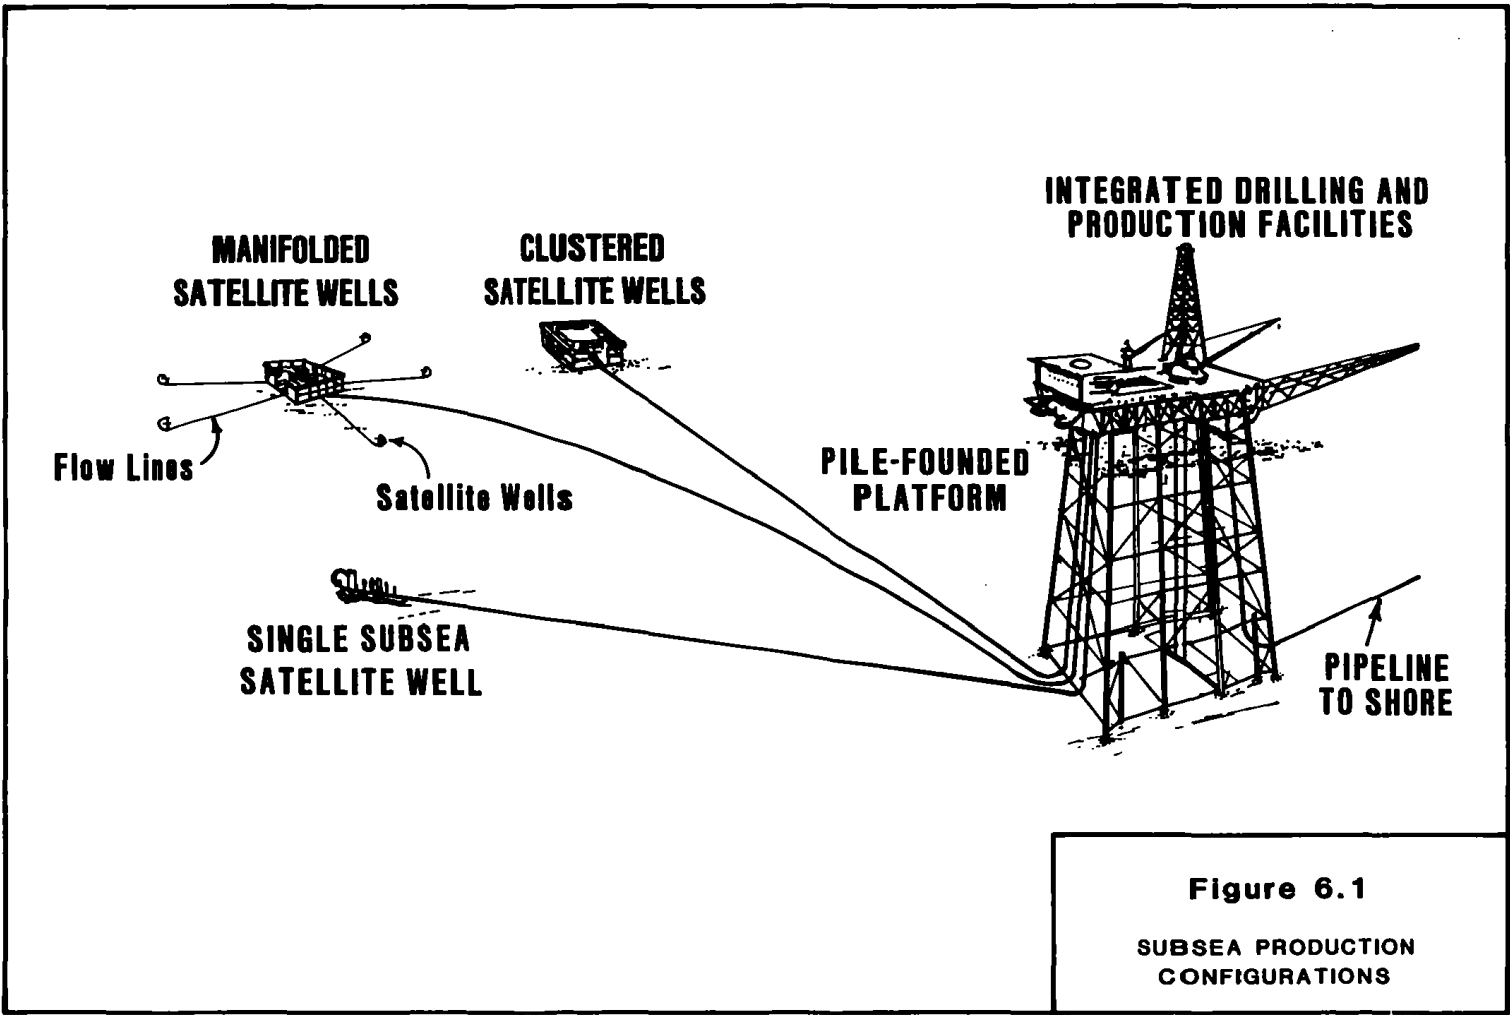 INTEGRATED DRILLING AND
PRODUCTION FACILITIES
MANIFOLDED
SATELLITE WELLS
CLUSTERED
SATELLITE WELLS
Flow Lines
Satellite Wells
PILE-FOUNDED
PLATFORM
SINGLE SUBSEA
SATELLITE WELL
PIPELINE
TO SHORE
Figure 6.1
SUBSEA PRODUCTION
CONFIGURATIONS